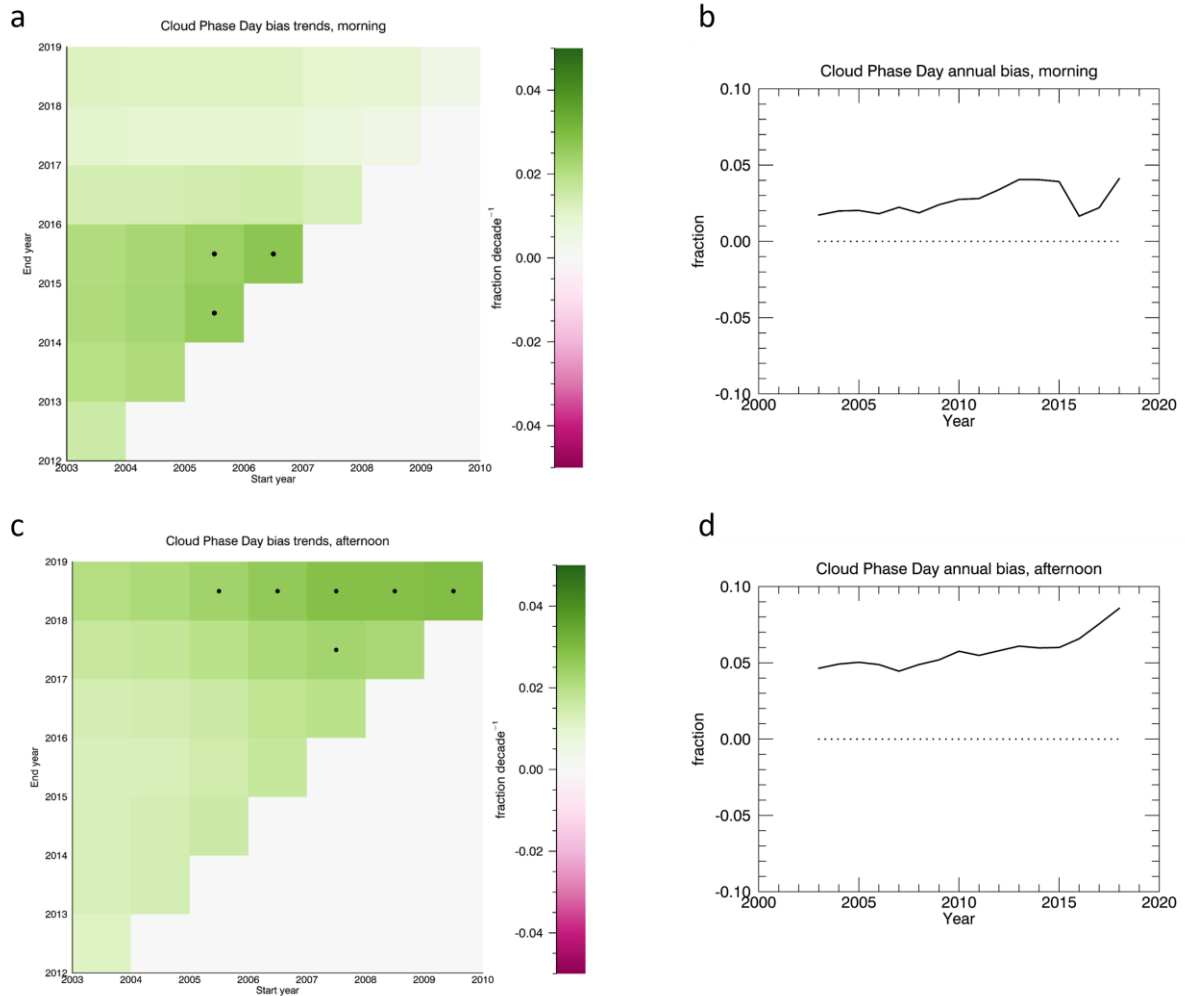 a
Cloud Phase Day bias trends, morning
2019
2018
2017
2016
2015
2014
2013
2012
End year
2003 2004 2005 2006 2007 2008 2009 2010
Start year
0.04
0.02
0.00
-0.02
-0.04
fraction decade⁻¹
b
Cloud Phase Day annual bias, morning
0.10
0.05
0.00
-0.05
-0.10
fraction
2000 2005 2010 2015 2020
Year
c
Cloud Phase Day bias trends, afternoon
2019
2018
2017
2016
2015
2014
2013
2012
End year
2003 2004 2005 2006 2007 2008 2009 2010
Start year
0.04
0.02
0.00
-0.02
-0.04
fraction decade⁻¹
d
Cloud Phase Day annual bias, afternoon
0.10
0.05
0.00
-0.05
-0.10
fraction
2000 2005 2010 2015 2020
Year